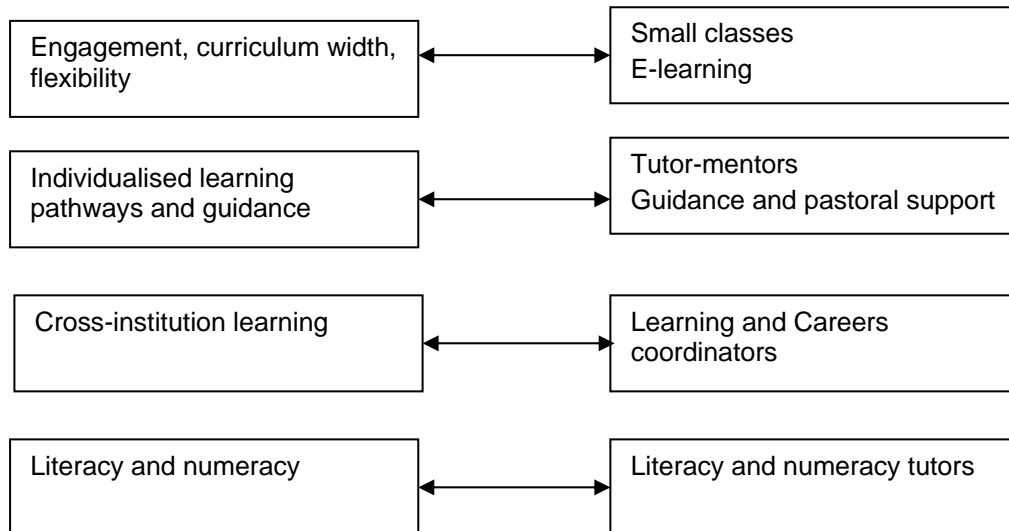 Engagement, curriculum width,
flexibility
Small classes
E-learning
Individualised learning
pathways and guidance
Tutor-mentors
Guidance and pastoral support
Cross-institution learning
Learning and Careers
coordinators
Literacy and numeracy
Literacy and numeracy tutors